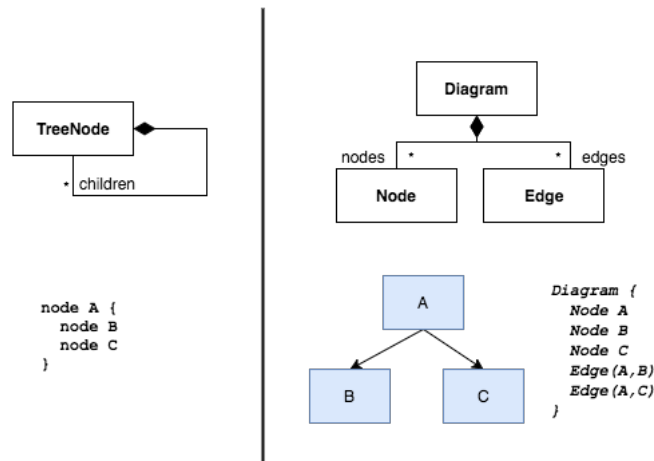 TreeNode
* children
node A {
  node B
  node C
}
Diagram
nodes * * edges
Node Edge
A
B C
Diagram {
  Node A
  Node B
  Node C
  Edge(A,B)
  Edge(A,C)
}